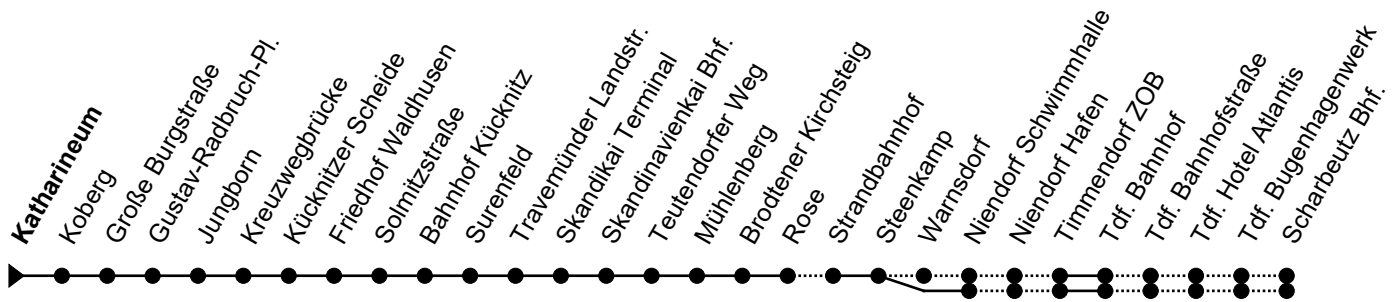 Katharineum
Koberg
Große Burgstraße
Gustav-Radbruch-Pl.
Jungborn
Kreuzwegbrücke
Kücknitzer Scheide
Friedhof Waldhusen
Solmitzstraße
Bahnhof Kücknitz
Surenfeld
Travemünder Landstr.
Skandikai Terminal
Skandinavienkai Bhf.
Teutendorfer Weg
Mühlenberg
Brodtener Kirchsteig
Rose
Strandbahnhof
Steenkamp
Warnsdorf
Niendorf Schwimmhalle
Niendorf Hafen
Timmendorf ZOB
Tdf. Bahnhof
Tdf. Bahnhofstraße
Tdf. Hotel Atlantis
Tdf. Bugenhagenwerk
Scharbeutz Bhf.